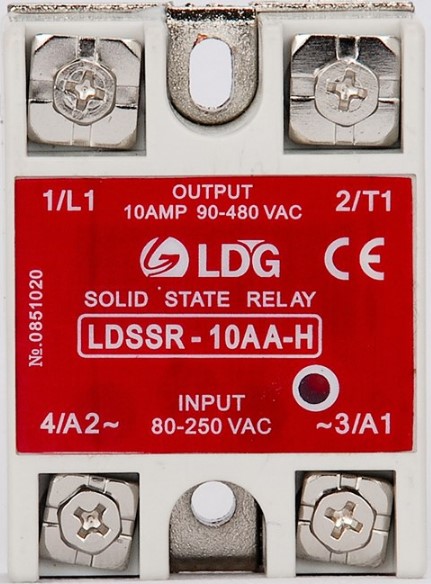 1/L1 OUTPUT 2/T1
10AMP 90-480 VAC
LDG CE
SOLID STATE RELAY
LDSSR - 10AA-H
№.0851020
INPUT
4/A2~ 80-250 VAC ~3/A1